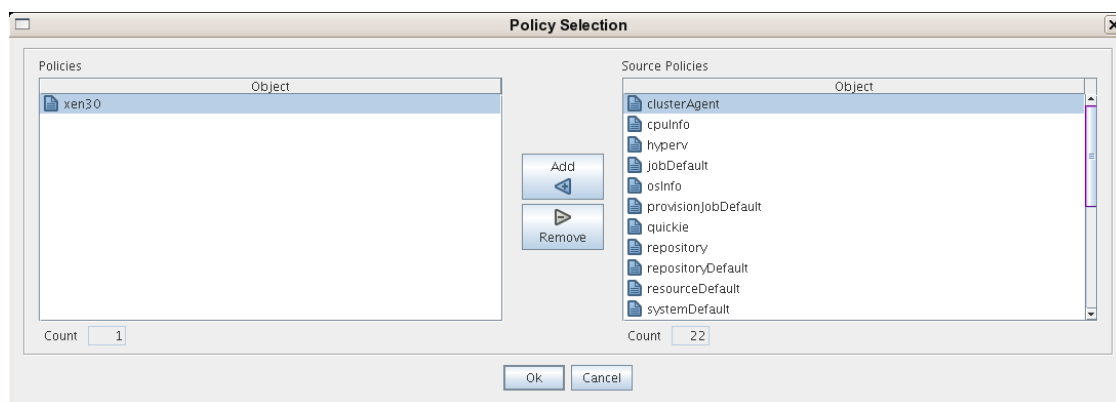 Policy Selection
Policies
Object
xen30
Count 1
Add
Remove
Source Policies
Object
clusterAgent
cpuInfo
hyperv
jobDefault
osInfo
provisionJobDefault
quickie
repository
repositoryDefault
resourceDefault
systemDefault
Count 22
Ok
Cancel